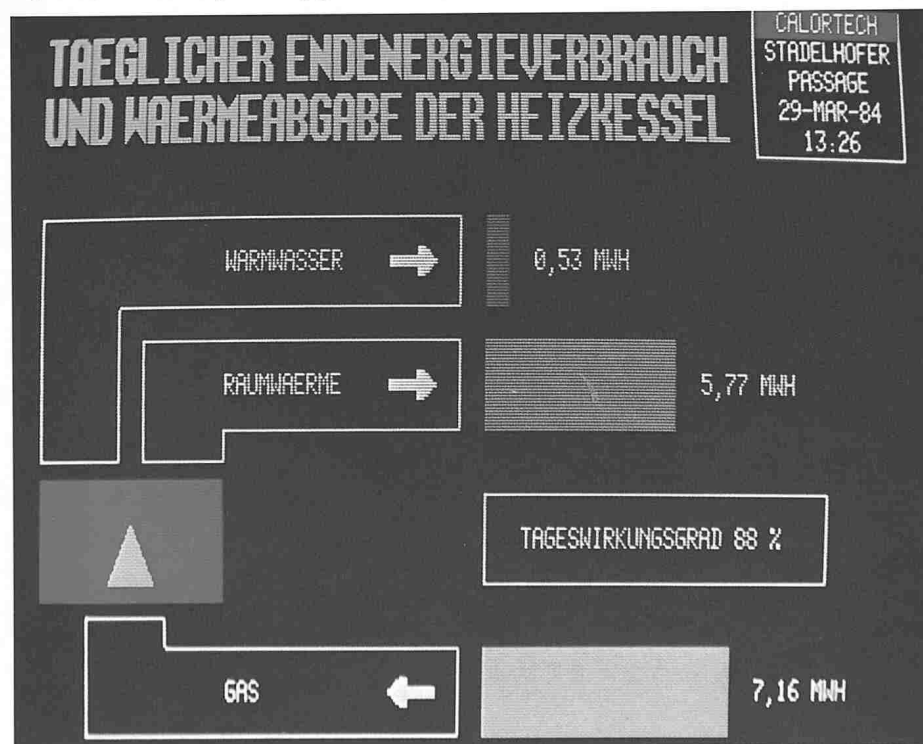 TAEGLICHER ENDENERGIEVERBRAUCH
UND WAERMEABGABE DER HEIZKESSEL
CALORTECH
STADELHOFER
PASSAGE
29-MAR-84
13:26
WARMWASSER
0,53 MWH
RAUMWAERME
5,77 MWH
TAGESWIRKUNGSGRAD 88 %
GAS
7,16 MWH